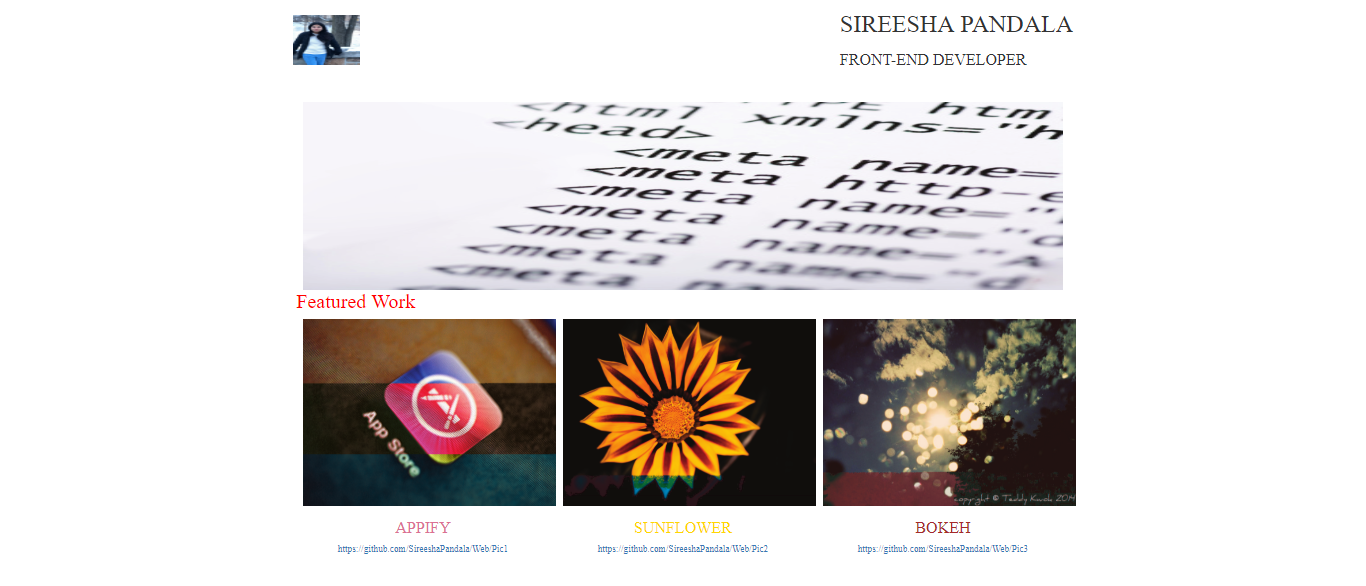 SIREESHA PANDALA
FRONT-END DEVELOPER
<html
<head>
xmlns="h
<meta name=
<meta http-e
<meta name="
<meta name="d
<meta name="A
<meta name="
<meta
Featured Work
App Store
copyright © Teddy Kwok 2014
APPIFY
SUNFLOWER
BOKEH
https://github.com/SireeshaPandala/Web/Pic1
https://github.com/SireeshaPandala/Web/Pic2
https://github.com/SireeshaPandala/Web/Pic3